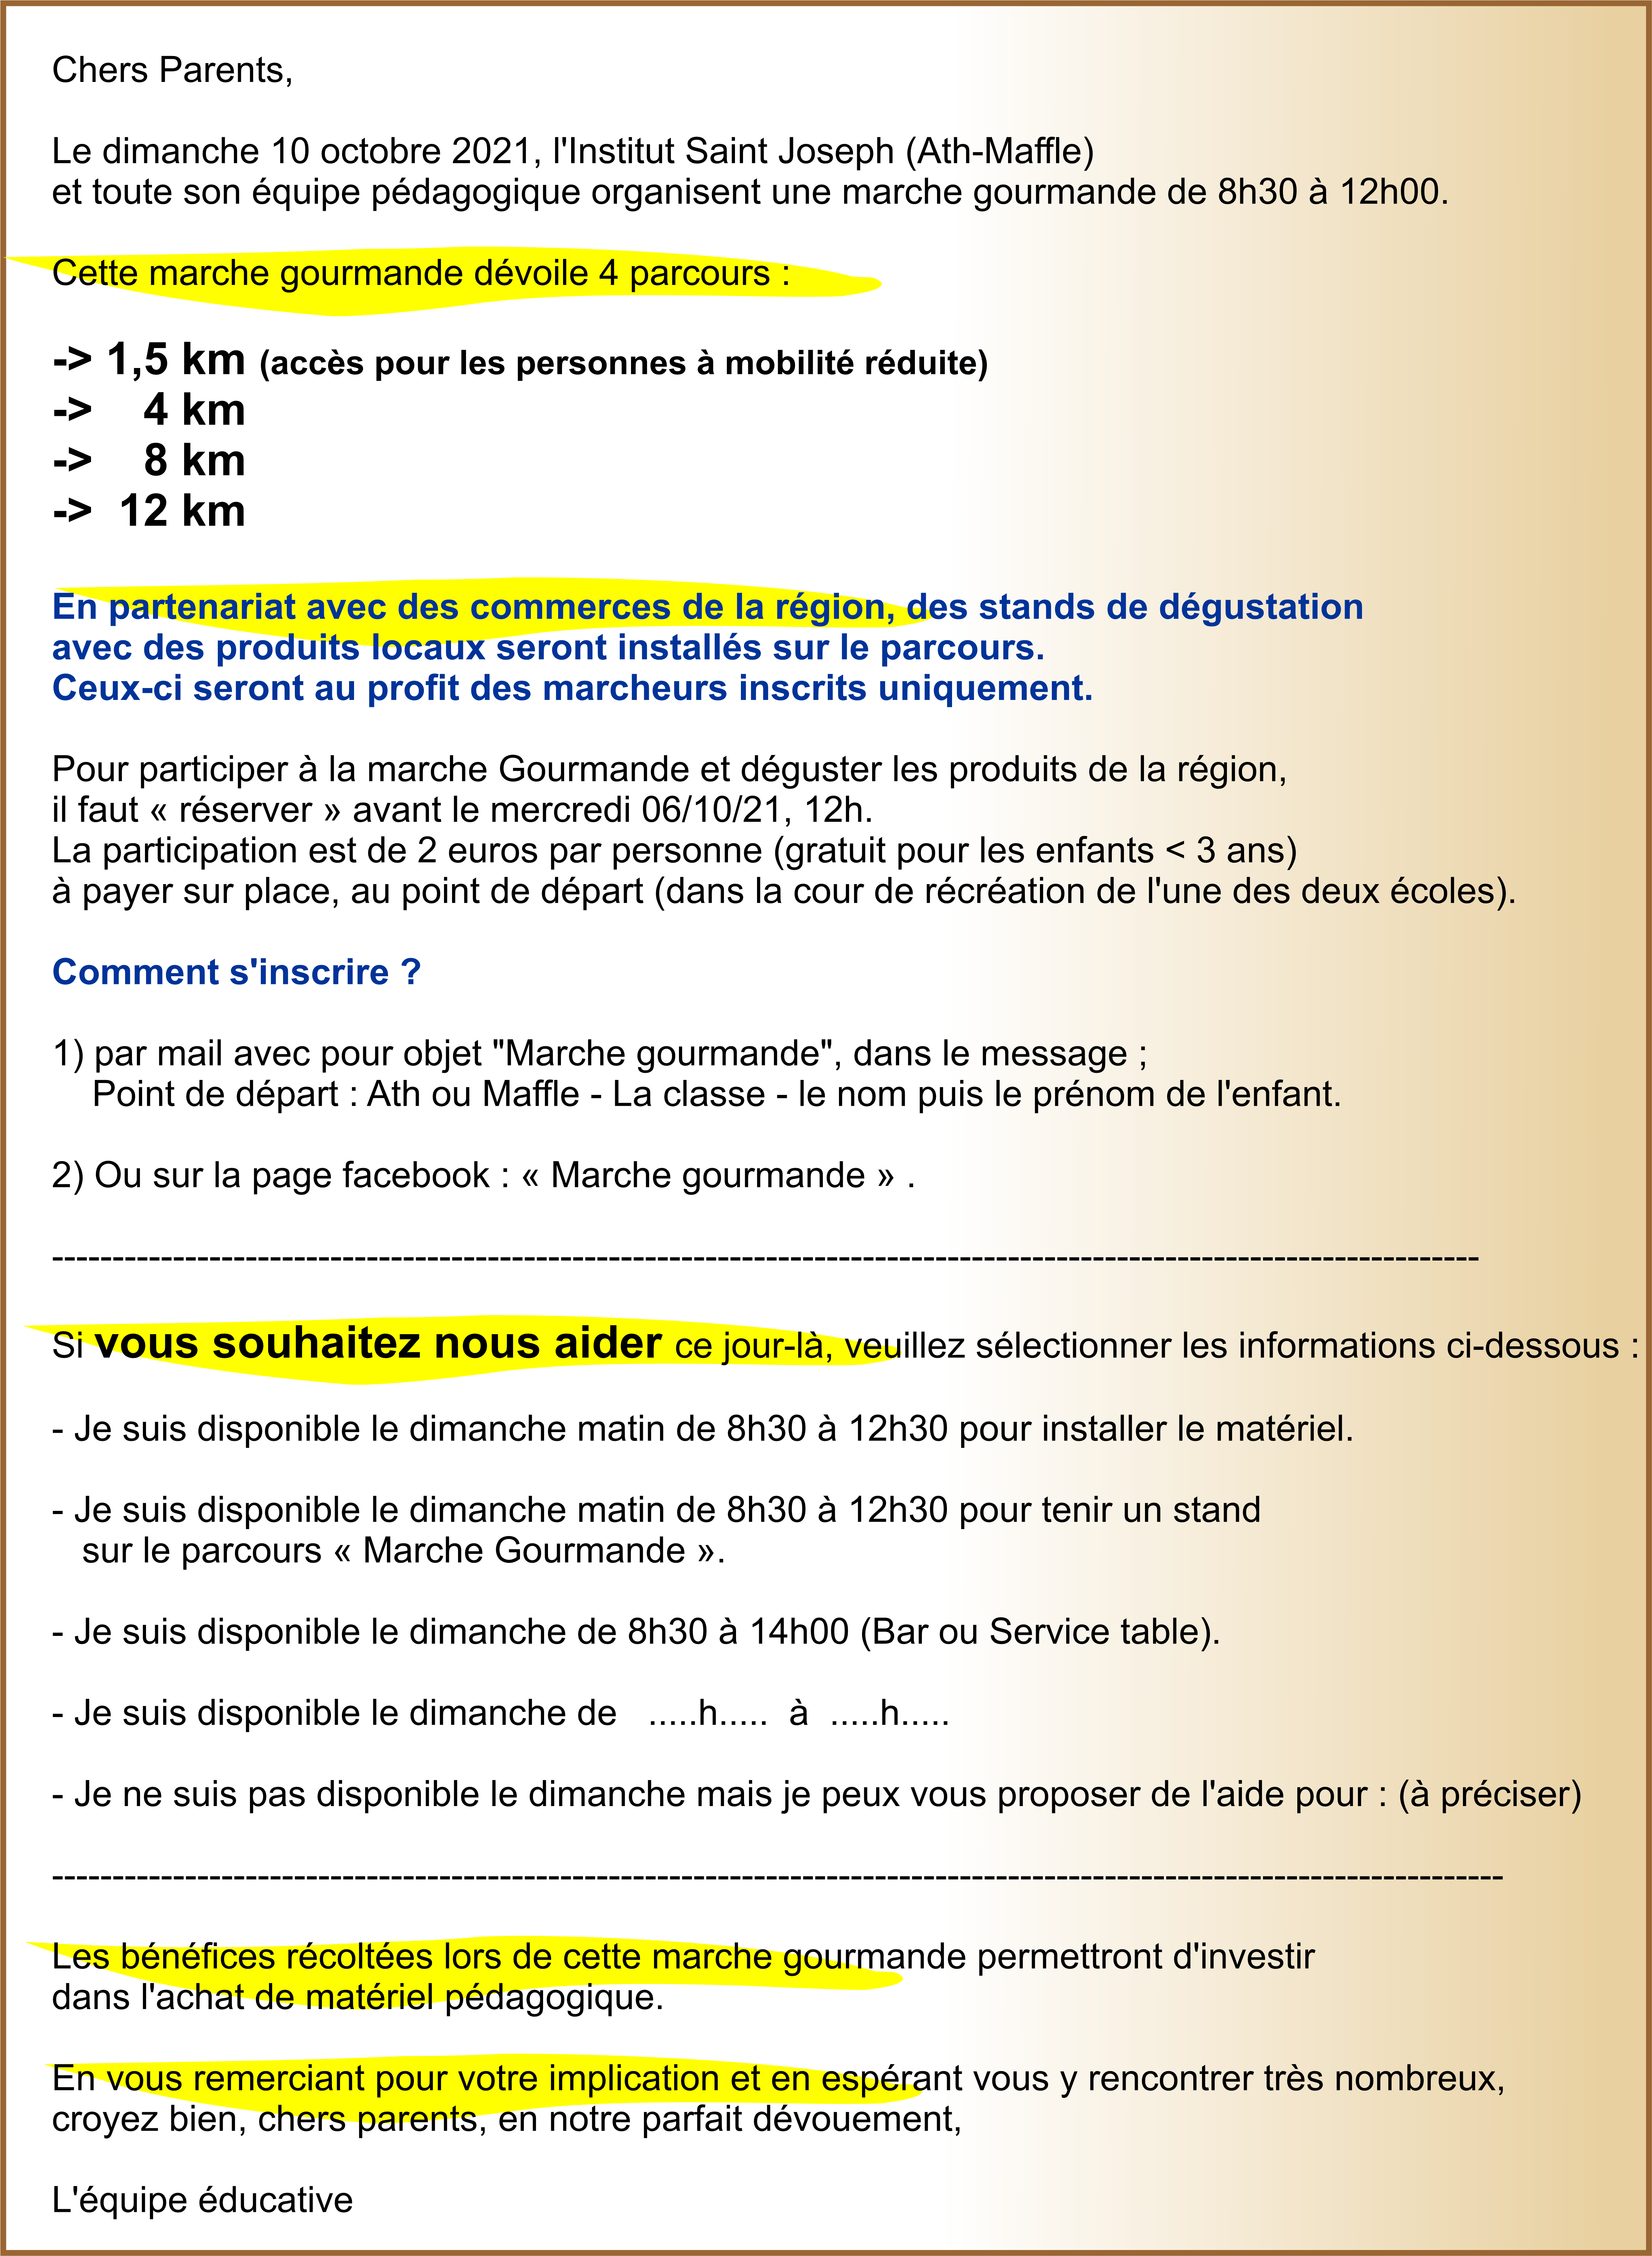 Chers Parents,
Le dimanche 10 octobre 2021, l'Institut Saint Joseph (Ath-Maffle)
et toute son équipe pédagogique organisent une marche gourmande de 8h30 à 12h00.
Cette marche gourmande dévoile 4 parcours :
-> 1,5 km (accès pour les personnes à mobilité réduite)
-> 4 km
-> 8 km
-> 12 km
En partenariat avec des commerces de la région, des stands de dégustation
avec des produits locaux seront installés sur le parcours.
Ceux-ci seront au profit des marcheurs inscrits uniquement.
Pour participer à la marche Gourmande et déguster les produits de la région,
il faut « réserver » avant le mercredi 06/10/21, 12h.
La participation est de 2 euros par personne (gratuit pour les enfants < 3 ans)
à payer sur place, au point de départ (dans la cour de récréation de l'une des deux écoles).
Comment s'inscrire ?
1) par mail avec pour objet "Marche gourmande", dans le message ;
Point de départ : Ath ou Maffle - La classe - le nom puis le prénom de l'enfant.
2) Ou sur la page facebook : « Marche gourmande » .
----------------------------------------------------------------------------------------------------------------------
Si vous souhaitez nous aider ce jour-là, veuillez sélectionner les informations ci-dessous :
- Je suis disponible le dimanche matin de 8h30 à 12h30 pour installer le matériel.
- Je suis disponible le dimanche matin de 8h30 à 12h30 pour tenir un stand
sur le parcours « Marche Gourmande ».
- Je suis disponible le dimanche de 8h30 à 14h00 (Bar ou Service table).
- Je suis disponible le dimanche de .....h..... à .....h.....
- Je ne suis pas disponible le dimanche mais je peux vous proposer de l'aide pour : (à préciser)
------------------------------------------------------------------------------------------------------------------------
Les bénéfices récoltées lors de cette marche gourmande permettront d'investir
dans l'achat de matériel pédagogique.
En vous remerciant pour votre implication et en espérant vous y rencontrer très nombreux,
croyez bien, chers parents, en notre parfait dévouement,
L'équipe éducative